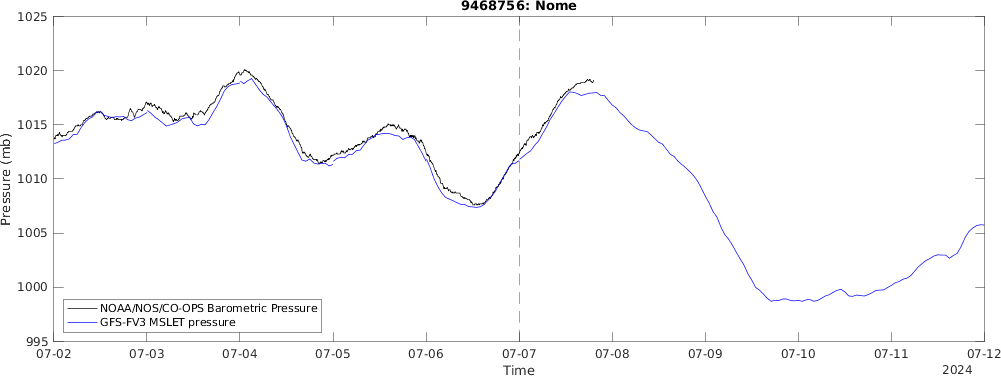 9468756: Nome
Pressure (mb)
1025
1020
1015
1010
1005
1000
995
NOAA/NOS/CO-OPS Barometric Pressure
GFS-FV3 MSLET pressure
07-02 07-03 07-04 07-05 07-06 07-07 07-08 07-09 07-10 07-11 07-12
Time
2024